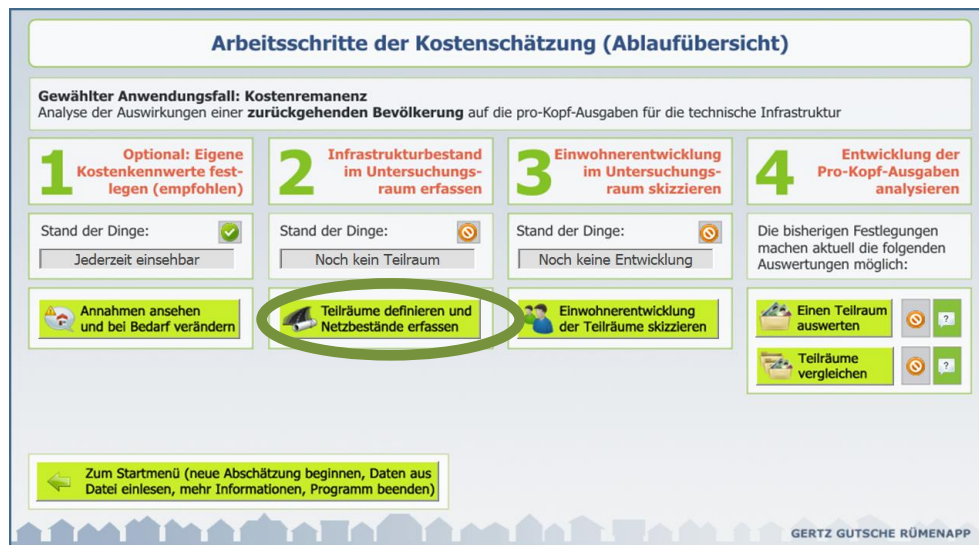 Arbeitsschritte der Kostenschätzung (Ablaufübersicht)
Gewählter Anwendungsfall: Kostenremanenz
Analyse der Auswirkungen einer zurückgehenden Bevölkerung auf die pro-Kopf-Ausgaben für die technische Infrastruktur
1
Optional: Eigene
Kostenkennwerte fest-
legen (empfohlen)
Stand der Dinge:
Jederzeit einsehbar
Annahmen ansehen
und bei Bedarf verändern
2
Infrastrukturbestand
im Untersuchungs-
raum erfassen
Stand der Dinge:
Noch kein Teilraum
Teilräume definieren und
Netzbestände erfassen
3
Einwohnerentwicklung
im Untersuchungs-
raum skizzieren
Stand der Dinge:
Noch keine Entwicklung
Einwohnerentwicklung
der Teilräume skizzieren
4
Entwicklung der
Pro-Kopf-Ausgaben
analysieren
Die bisherigen Festlegungen
machen aktuell die folgenden
Auswertungen möglich:
Einen Teilraum
auswerten
?
Teilräume
vergleichen
?
Zum Startmenü (neue Abschätzung beginnen, Daten aus
Datei einlesen, mehr Informationen, Programm beenden)
GERTZ GUTSCHE RÜMENAPP